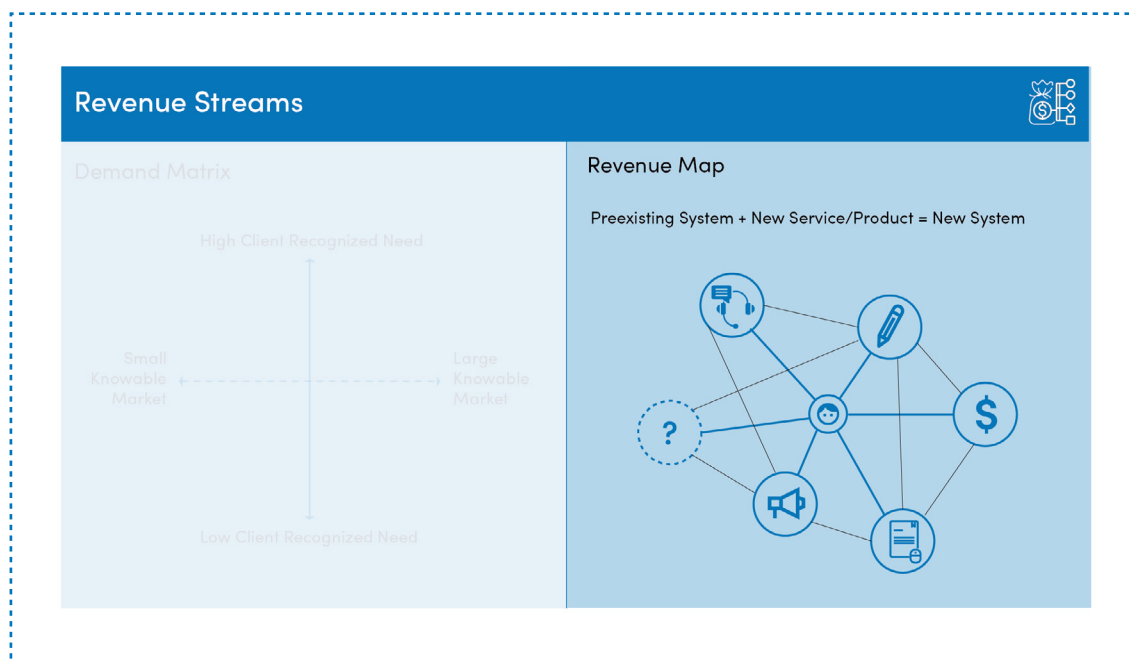 Revenue Streams
Demand Matrix
High Client Recognized Need
Small
Knowable
Market
Large
Knowable
Market
Low Client Recognized Need
Revenue Map
Preexisting System + New Service/Product = New System
$
?
$